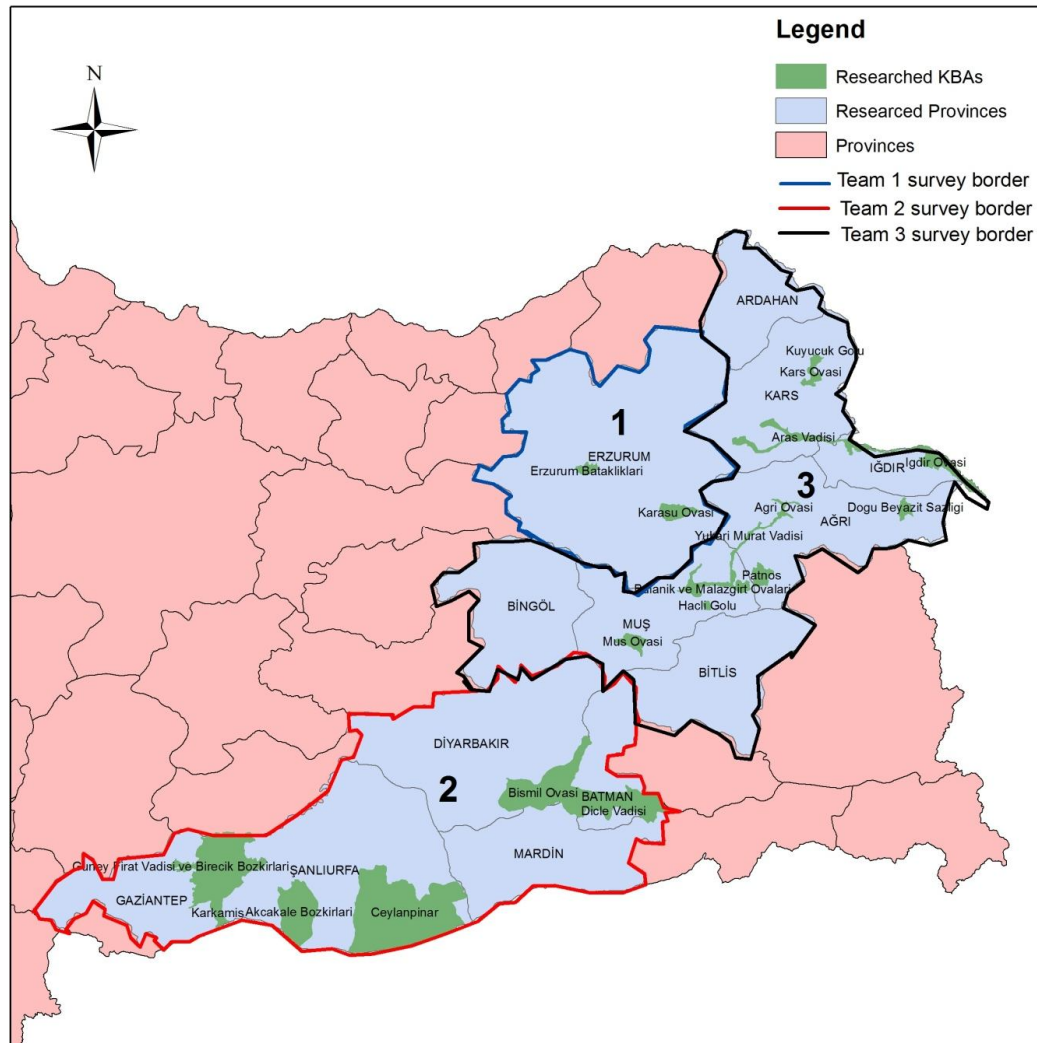 Legend
N
Researched KBAs
Researced Provinces
Provinces
Team 1 survey border
Team 2 survey border
Team 3 survey border
ARDAHAN
Kuyucuk Golu
Kars Ovasi
KARS
1
Aras Vadisi
ERZURUM
Erzurum Batakliklari
IĞDIR
Igdir Ovasi
3
Karasu Ovasi
Agri Ovasi
Dogu Beyazit Sazligi
AĞRI
Yukari Murat Vadisi
Patnos
Bulanik ve Malazgirt Ovalari
BİNGÖL
Hacli Golu
MUŞ
Mus Ovasi
BİTLİS
DİYARBAKIR
2
Bismil Ovasi
BATMAN
Dicle Vadisi
MARDİN
Guney Firat Vadisi ve Birecik Bozkirlari
ŞANLIURFA
GAZİANTEP
Karkamis
Akcakale Bozkirlari
Ceylanpinar